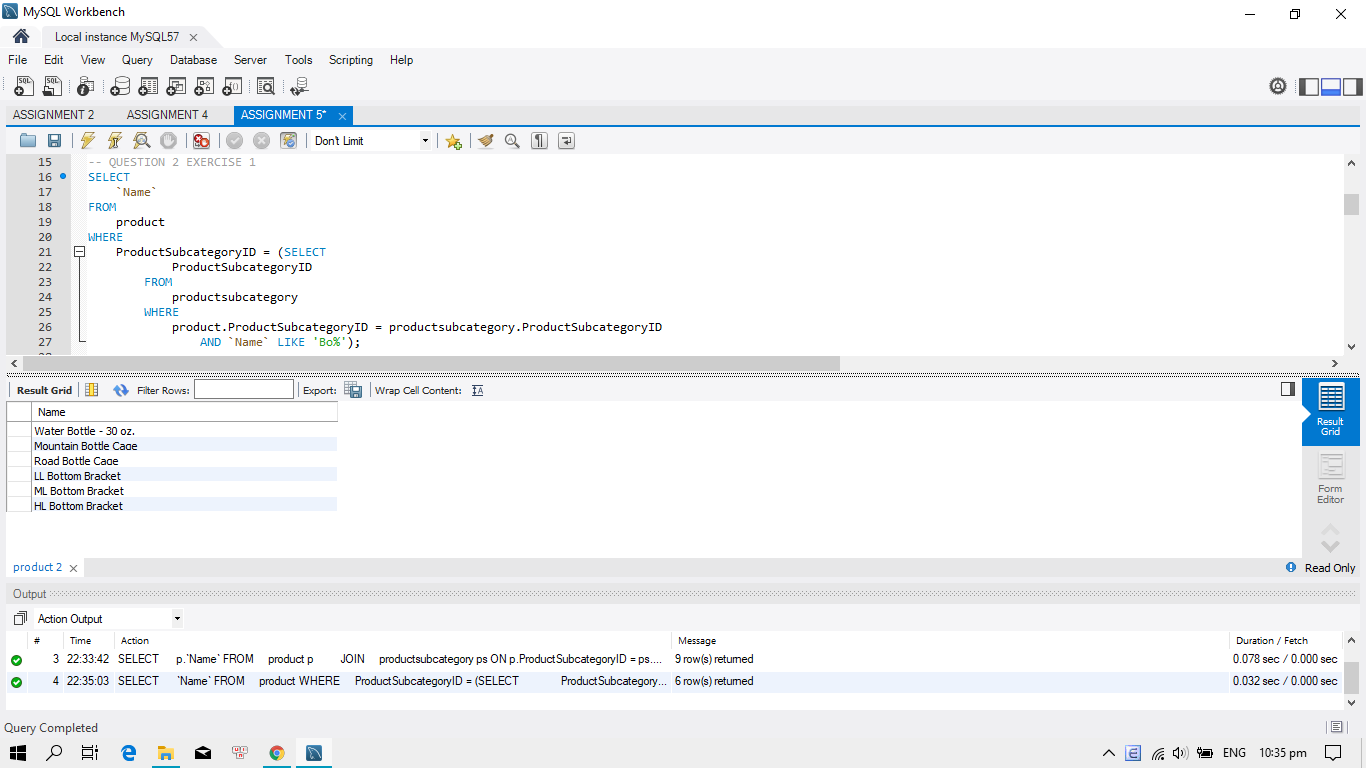 MySQL Workbench
Local instance MySQL57
File Edit View Query Database Server Tools Scripting Help
ASSIGNMENT 2 ASSIGNMENT 4 ASSIGNMENT 5*
Don't Limit
15 -- QUESTION 2 EXERCISE 1
16 SELECT
17 `Name`
18 FROM
19 product
20 WHERE
21 ProductSubcategoryID = (SELECT
22 ProductSubcategoryID
23 FROM
24 productsubcategory
25 WHERE
26 product.ProductSubcategoryID = productsubcategory.ProductSubcategoryID
27 AND `Name` LIKE 'Bo%');
Result Grid Filter Rows: Export: Wrap Cell Content:
Name
Water Bottle - 30 oz.
Mountain Bottle Cage
Road Bottle Cage
LL Bottom Bracket
ML Bottom Bracket
HL Bottom Bracket
Result
Grid
Form
Editor
product 2 Read Only
Output
Action Output
# Time Action Message Duration / Fetch
3 22:33:42 SELECT p.`Name` FROM product p JOIN productsubcategory ps ON p.ProductSubcategoryID = ps.... 9 row(s) returned 0.078 sec / 0.000 sec
4 22:35:03 SELECT `Name` FROM product WHERE ProductSubcategoryID = (SELECT ProductSubcategory... 6 row(s) returned 0.032 sec / 0.000 sec
Query Completed
ENG 10:35 pm